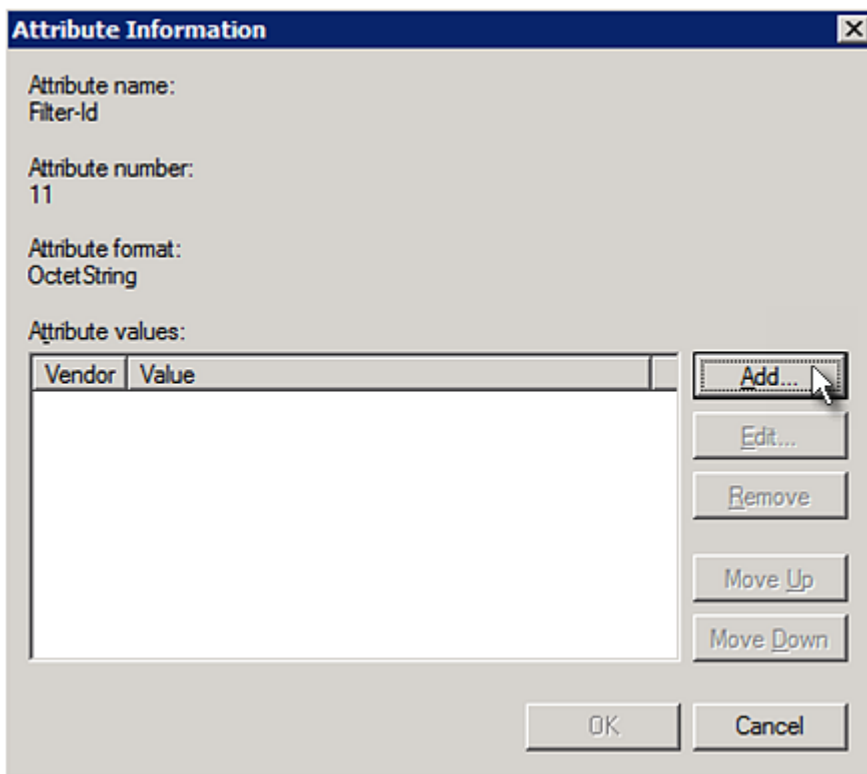 Attribute Information
Attribute name:
Filter-Id
Attribute number:
11
Attribute format:
OctetString
Attribute values:
Vendor Value
Add...
Edit...
Remove
Move Up
Move Down
OK Cancel